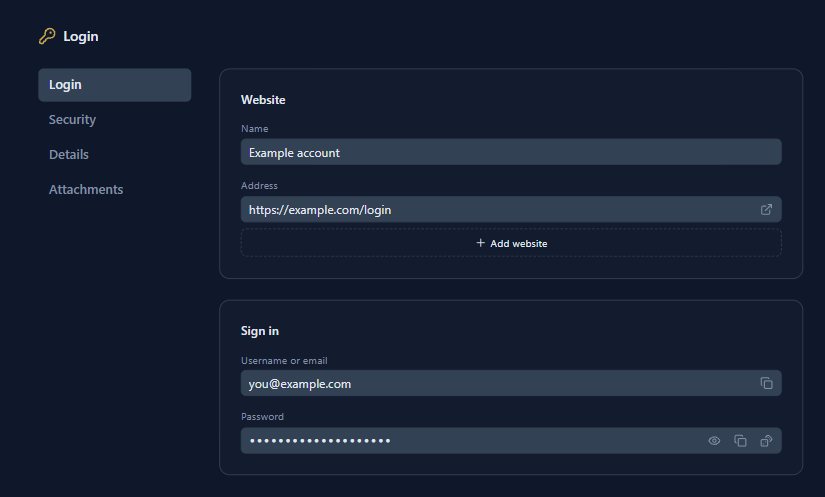 Login
Login
Security
Details
Attachments
Website
Name
Example account
Address
https://example.com/login
+ Add website
Sign in
Username or email
you@example.com
Password
••••••••••••••••••••